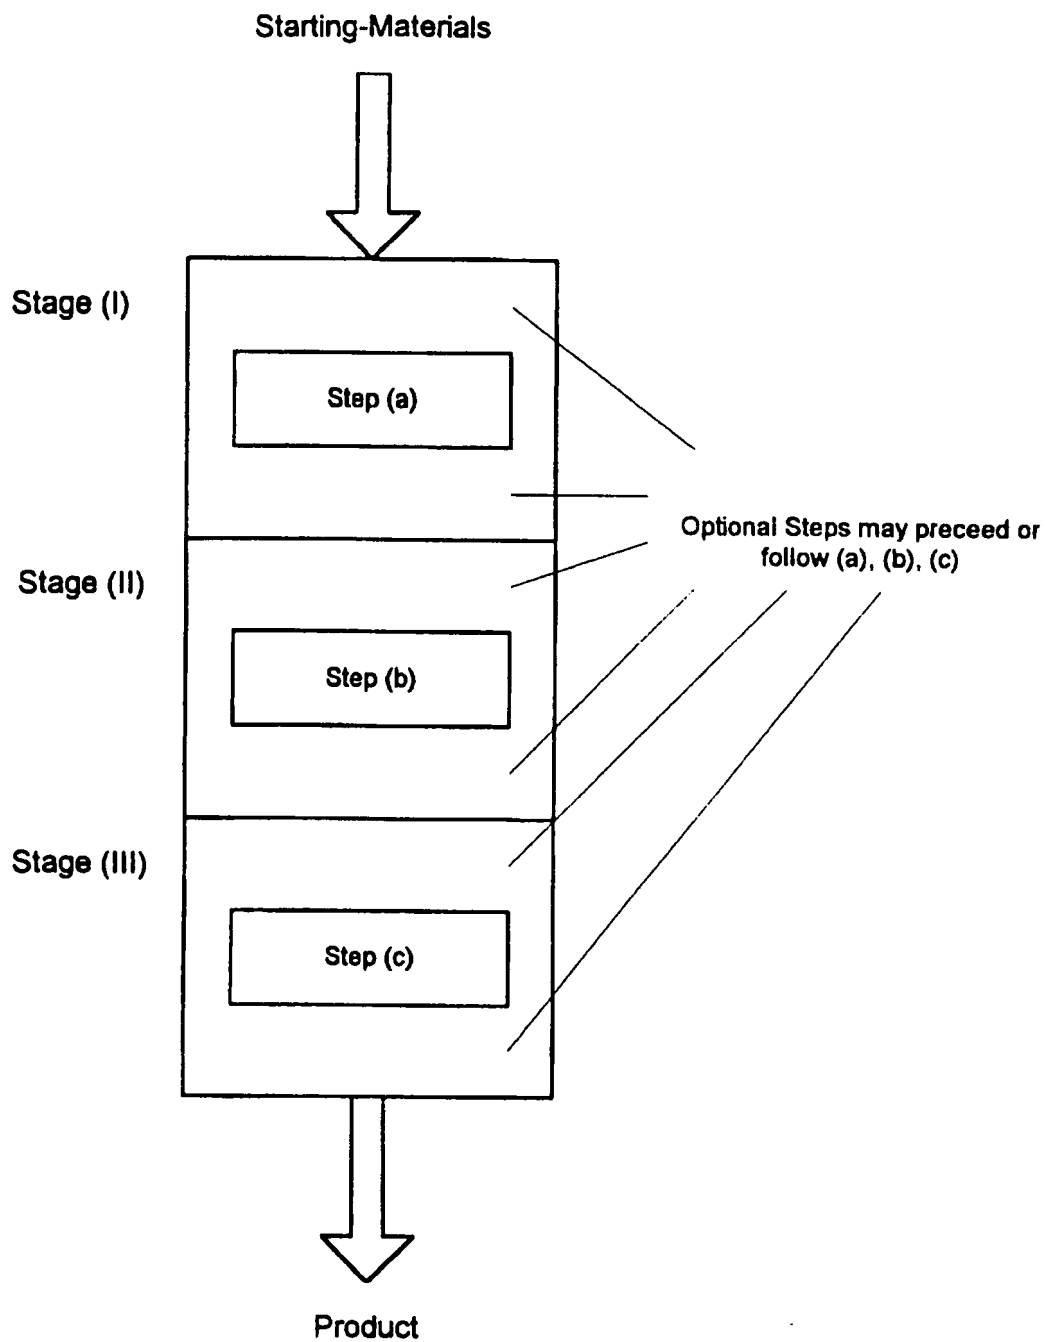 Starting-Materials
Stage (I)
Step (a)
Optional Steps may preceed or
follow (a), (b), (c)
Stage (II)
Step (b)
Stage (III)
Step (c)
Product